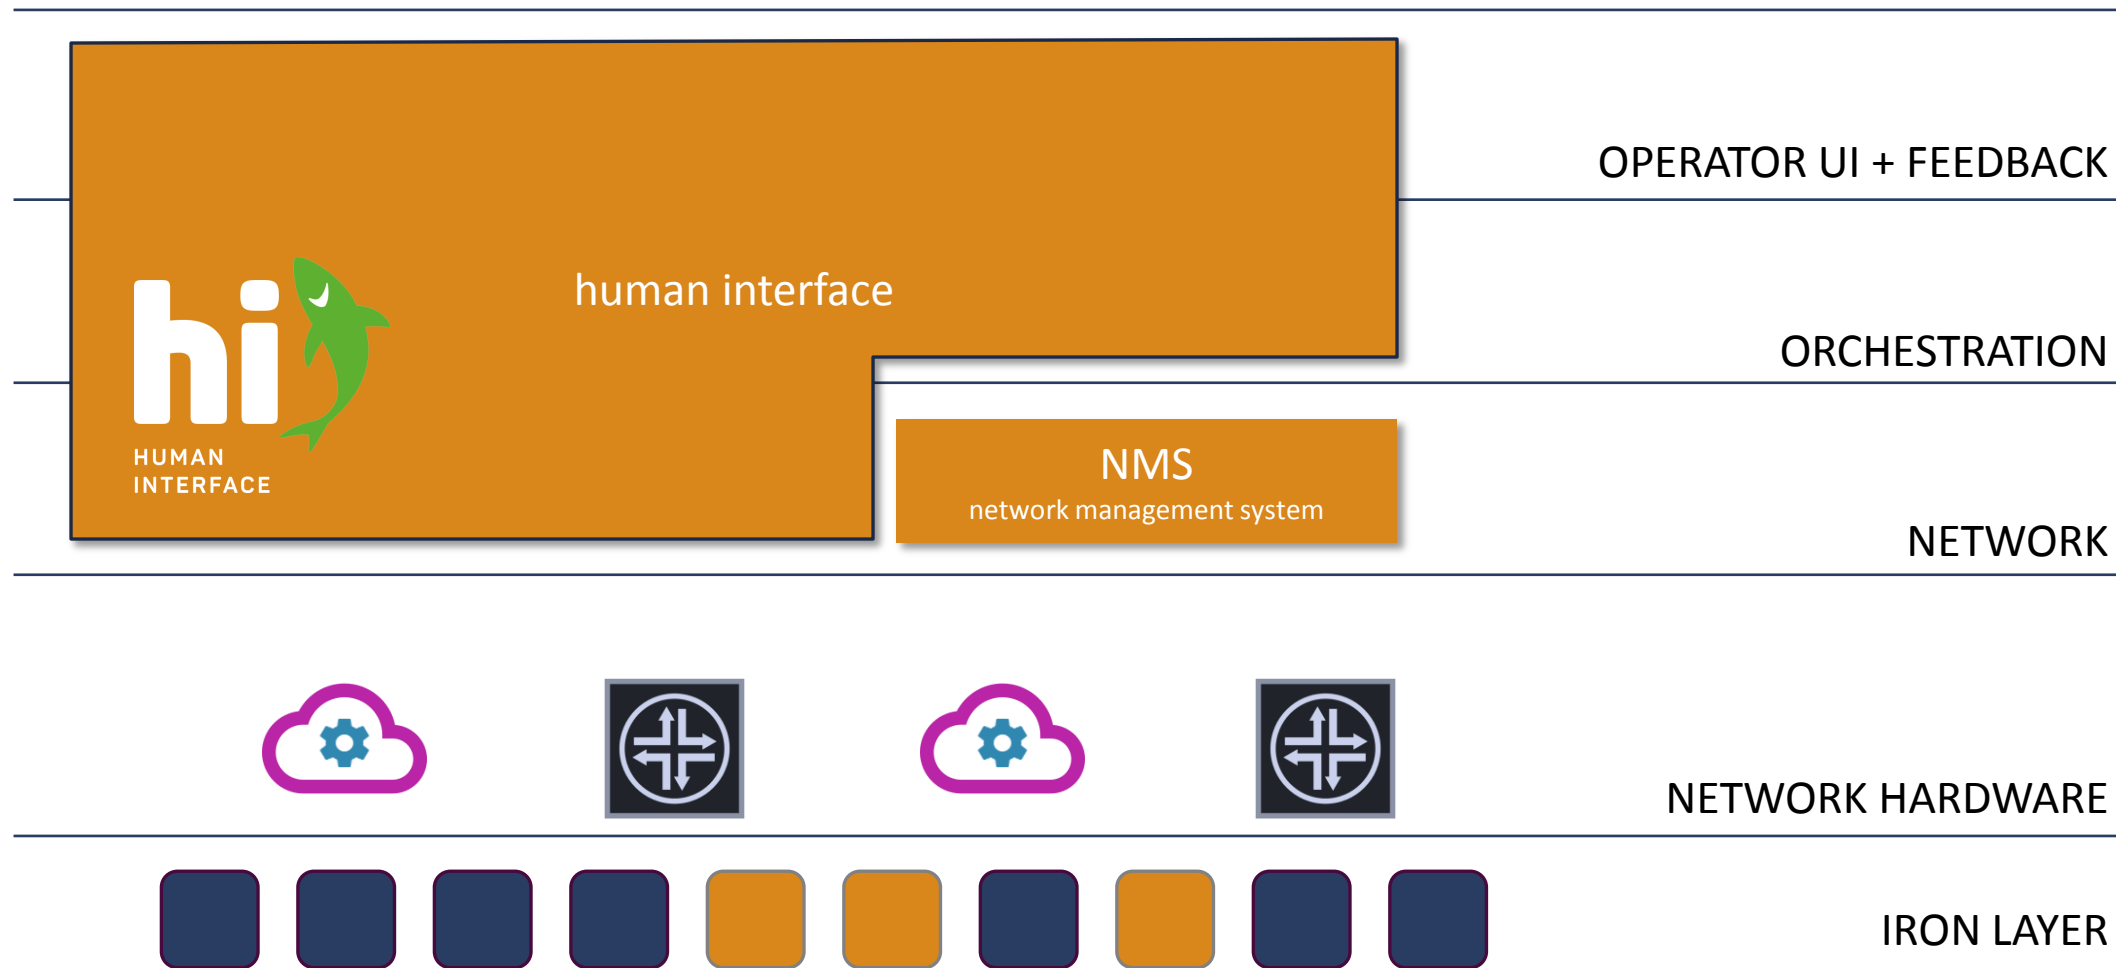 OPERATOR UI + FEEDBACK
hi
human interface
ORCHESTRATION
HUMAN
INTERFACE
NMS
network management system
NETWORK
NETWORK HARDWARE
IRON LAYER